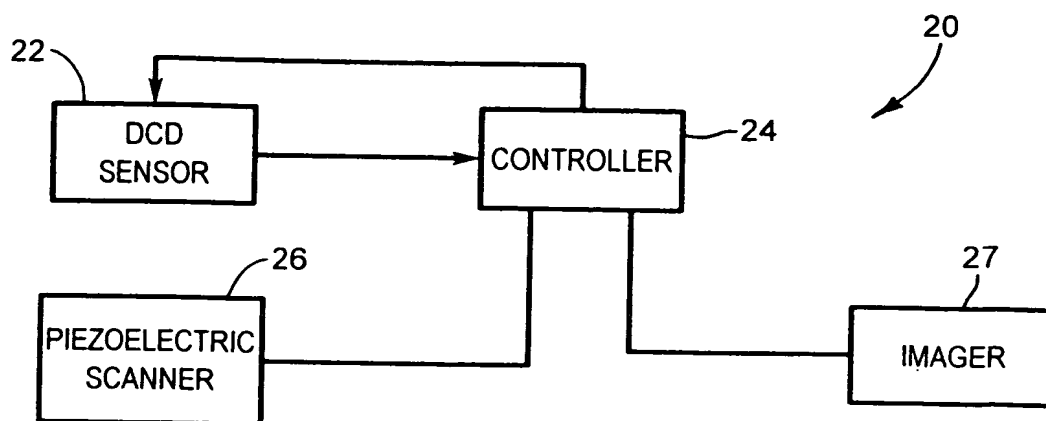 20
22
DCD
SENSOR
24
CONTROLLER
26
PIEZOELECTRIC
SCANNER
27
IMAGER